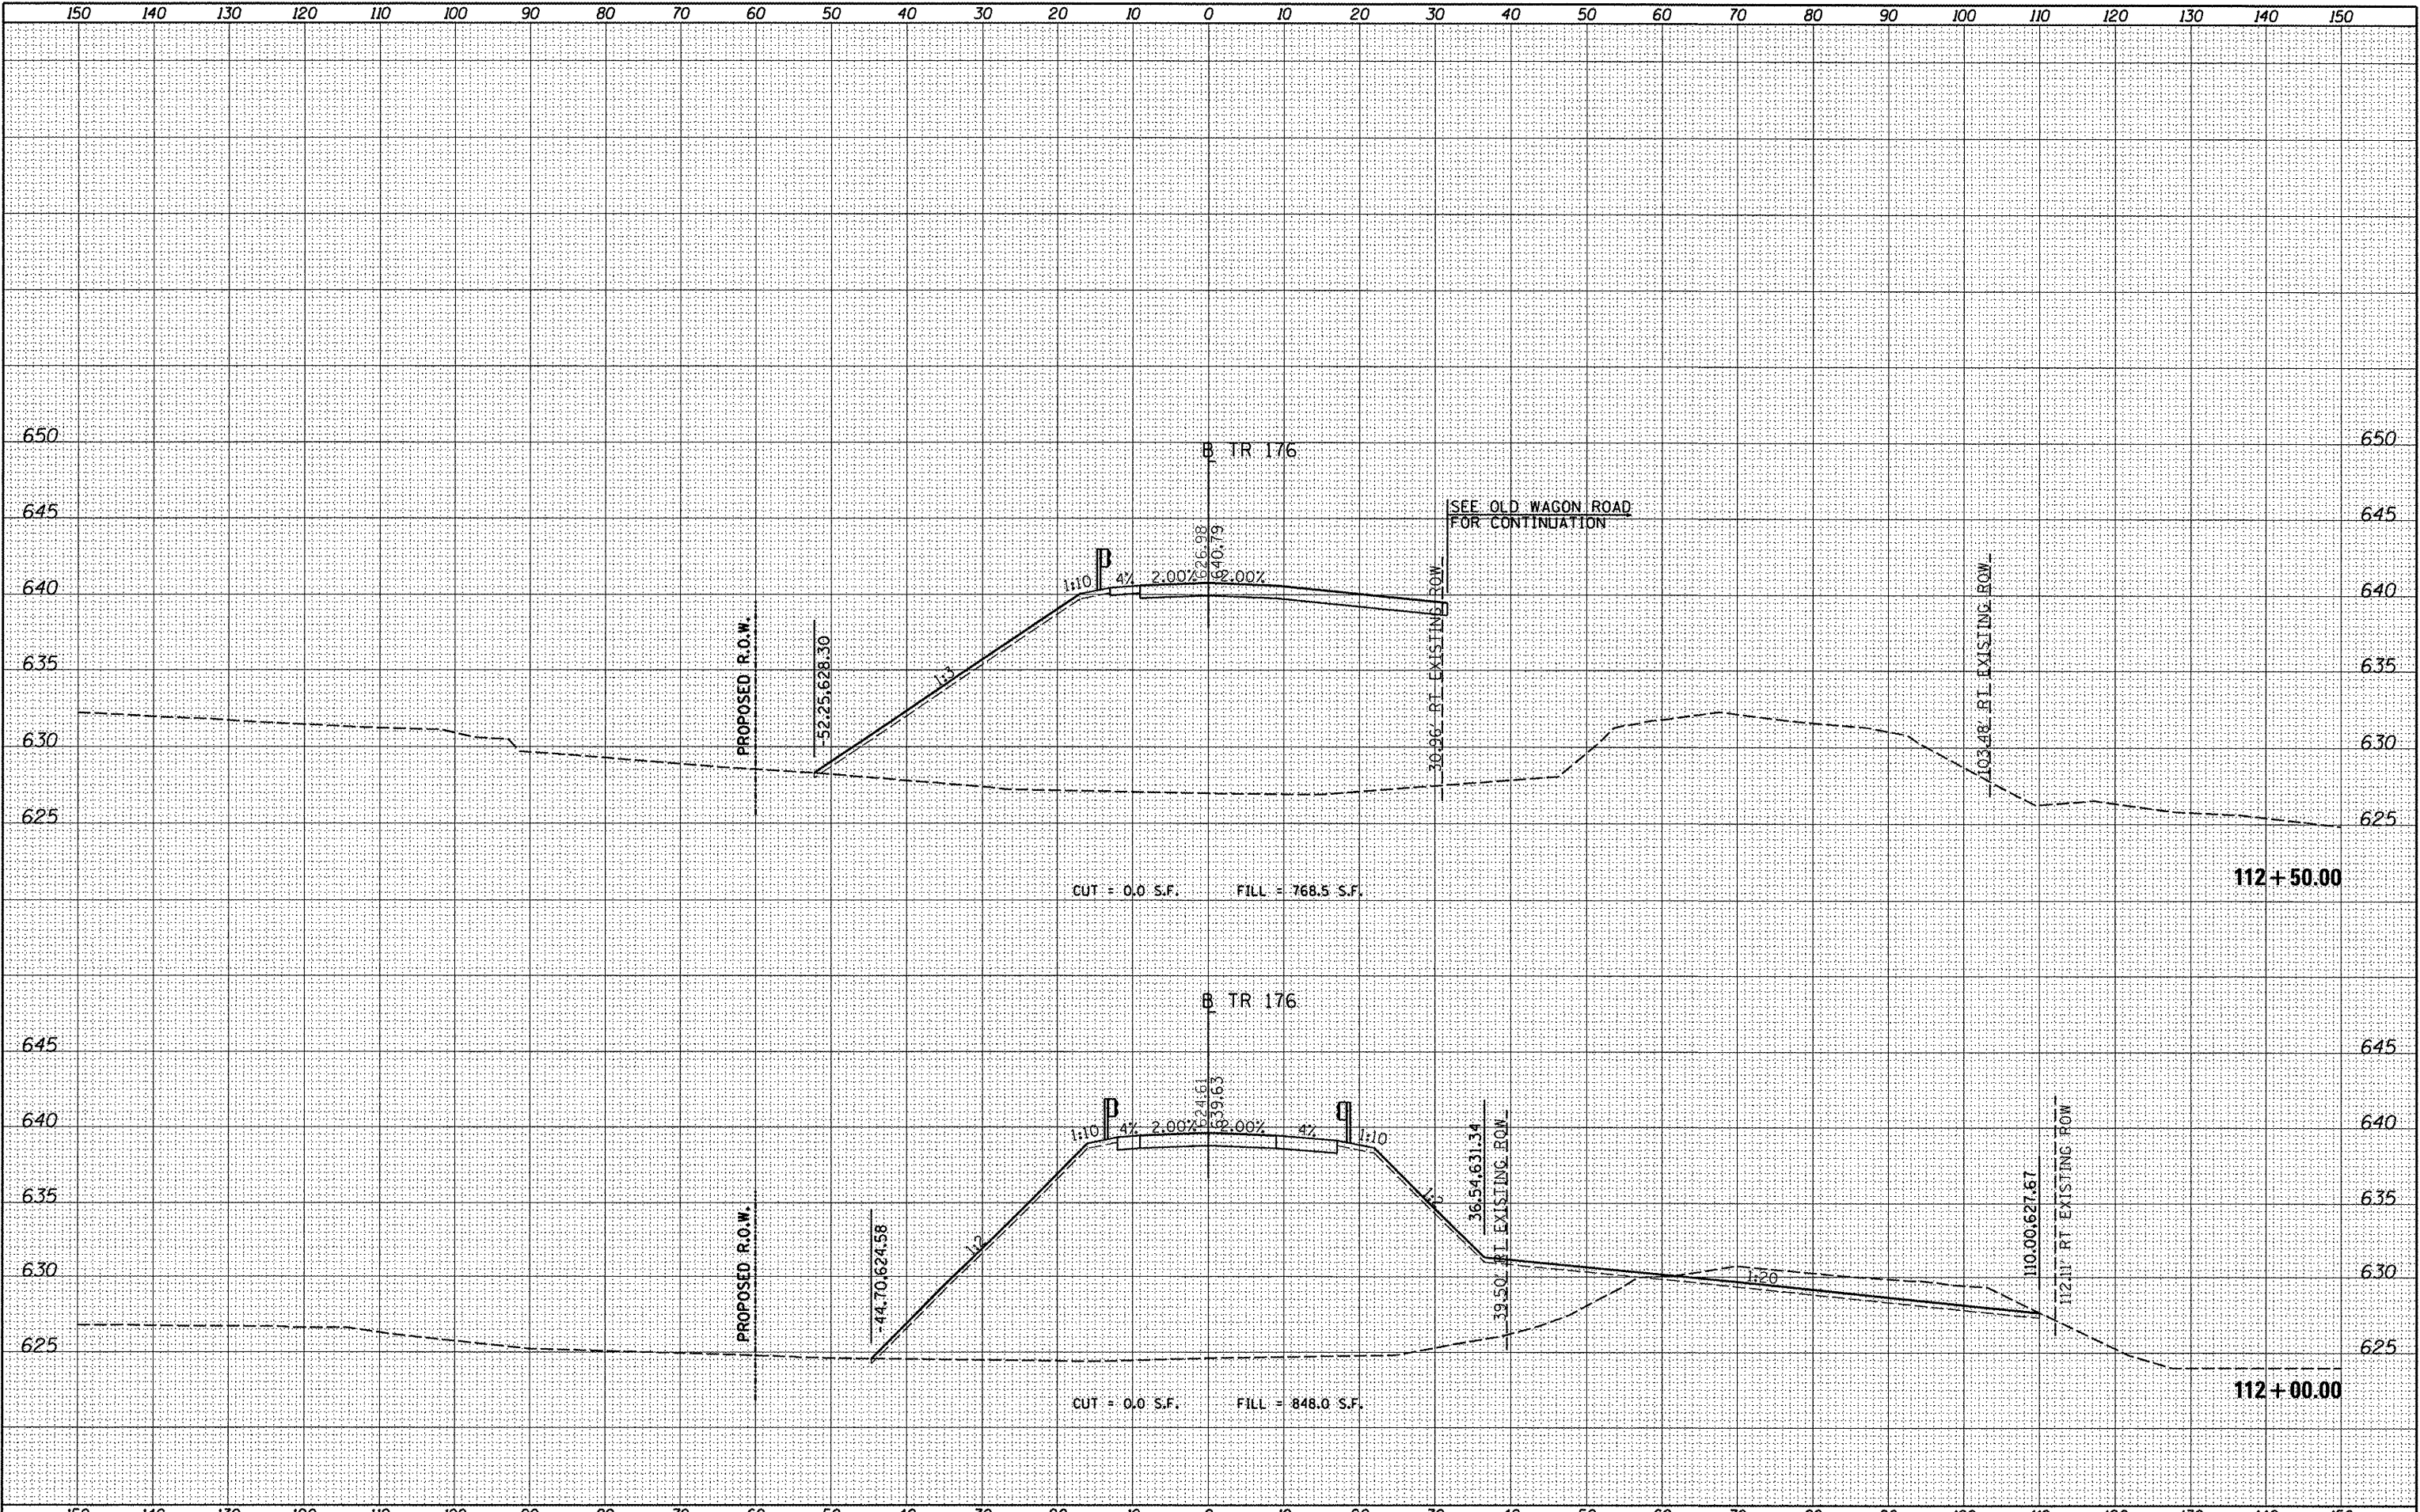 150 140 130 120 110 100 90 80 70 60 50 40 30 20 10 0 10 20 30 40 50 60 70 80 90 100 110 120 130 140 150
650 650
B TR 176
645 645
SEE OLD WAGON ROAD
FOR CONTINUATION
626.98
640.79
640 640
1:10 4% 2.00% 2.00%
PROPOSED R.O.W.
-52.25,628.30
30.96' RT EXISTING ROW
103.48' RT EXISTING ROW
635 635
1:3
630 630
625 625
112+50.00
CUT = 0.0 S.F. FILL = 768.5 S.F.
B TR 176
645 645
624.61
639.63
640 640
1:10 4% 2.00% 2.00% 4% 1:10
36.54,631.34
39.50' RT EXISTING ROW
110.00,627.67
112.11' RT EXISTING ROW
635 635
1:2
PROPOSED R.O.W.
-44.70,624.58
1:2
630 630
1:20
625 625
112+00.00
CUT = 0.0 S.F. FILL = 848.0 S.F.